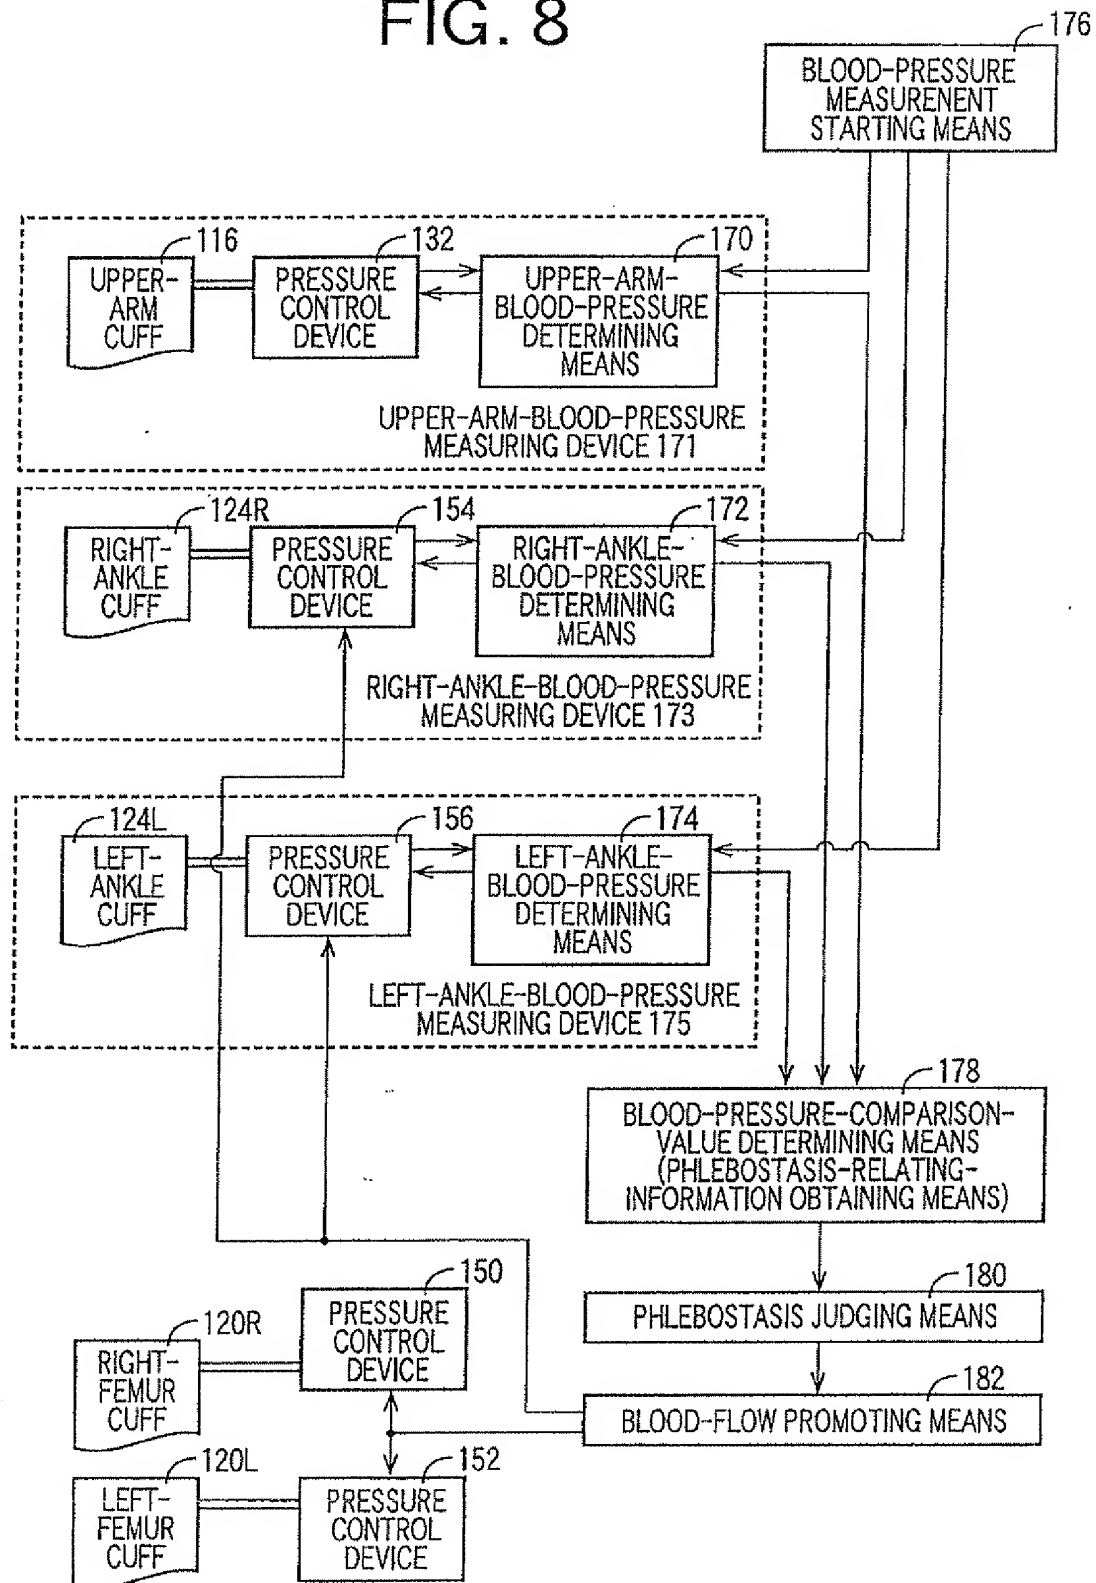 FIG. 8
176
BLOOD-PRESSURE
MEASURENENT
STARTING MEANS
116
132
170
UPPER-
ARM
CUFF
PRESSURE
CONTROL
DEVICE
UPPER-ARM-
BLOOD-PRESSURE
DETERMINING
MEANS
UPPER-ARM-BLOOD-PRESSURE
MEASURING DEVICE 171
124R
154
172
RIGHT-
ANKLE
CUFF
PRESSURE
CONTROL
DEVICE
RIGHT-ANKLE-
BLOOD-PRESSURE
DETERMINING
MEANS
RIGHT-ANKLE-BLOOD-PRESSURE
MEASURING DEVICE 173
124L
156
174
LEFT-
ANKLE
CUFF
PRESSURE
CONTROL
DEVICE
LEFT-ANKLE-
BLOOD-PRESSURE
DETERMINING
MEANS
LEFT-ANKLE-BLOOD-PRESSURE
MEASURING DEVICE 175
178
BLOOD-PRESSURE-COMPARISON-
VALUE DETERMINING MEANS
(PHLEBOSTASIS-RELATING-
INFORMATION OBTAINING MEANS)
180
PHLEBOSTASIS JUDGING MEANS
182
BLOOD-FLOW PROMOTING MEANS
150
PRESSURE
CONTROL
DEVICE
120R
RIGHT-
FEMUR
CUFF
152
PRESSURE
CONTROL
DEVICE
120L
LEFT-
FEMUR
CUFF